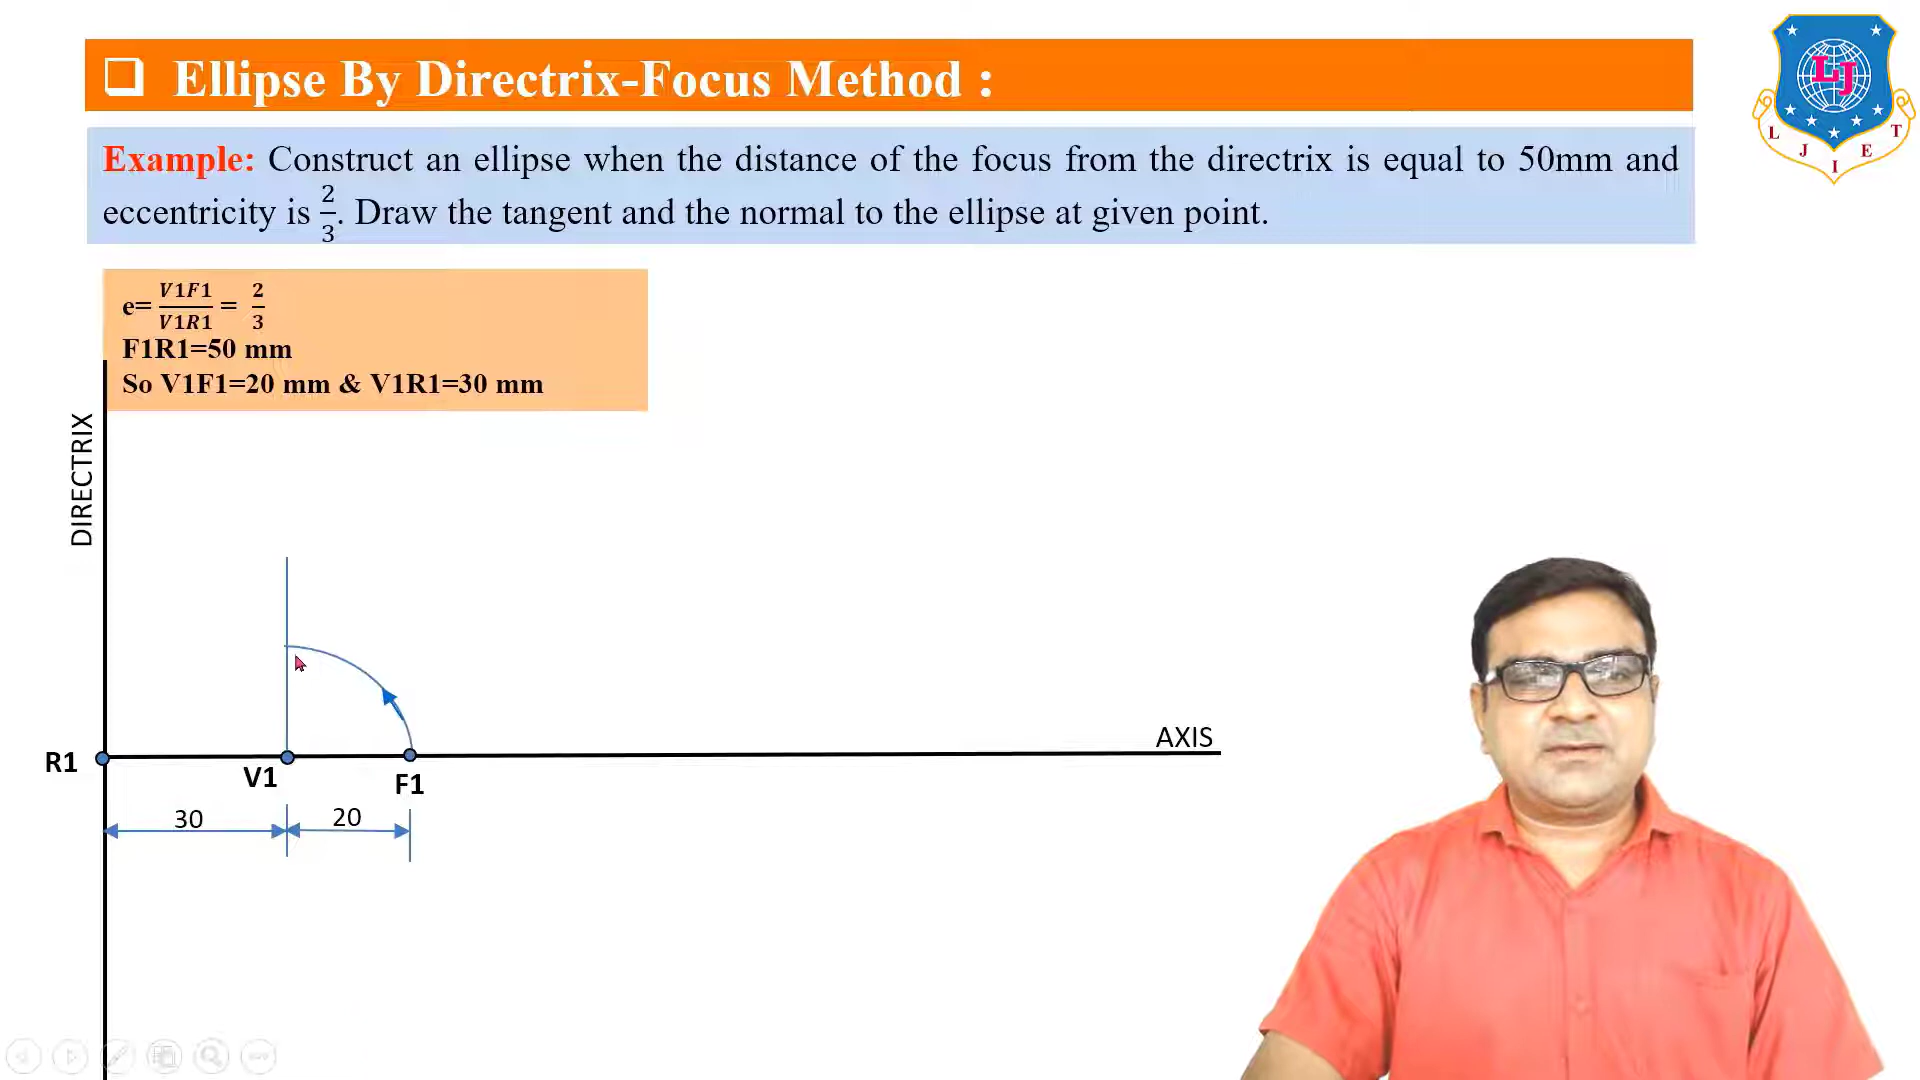 ❑ Ellipse By Directrix-Focus Method :
Example: Construct an ellipse when the distance of the focus from the directrix is equal to 50mm and
eccentricity is 2/3. Draw the tangent and the normal to the ellipse at given point.
e= V1F1/V1R1 = 2/3
F1R1=50 mm
So V1F1=20 mm & V1R1=30 mm
DIRECTRIX
AXIS
R1
V1
F1
30
20
LJ
L J I E T